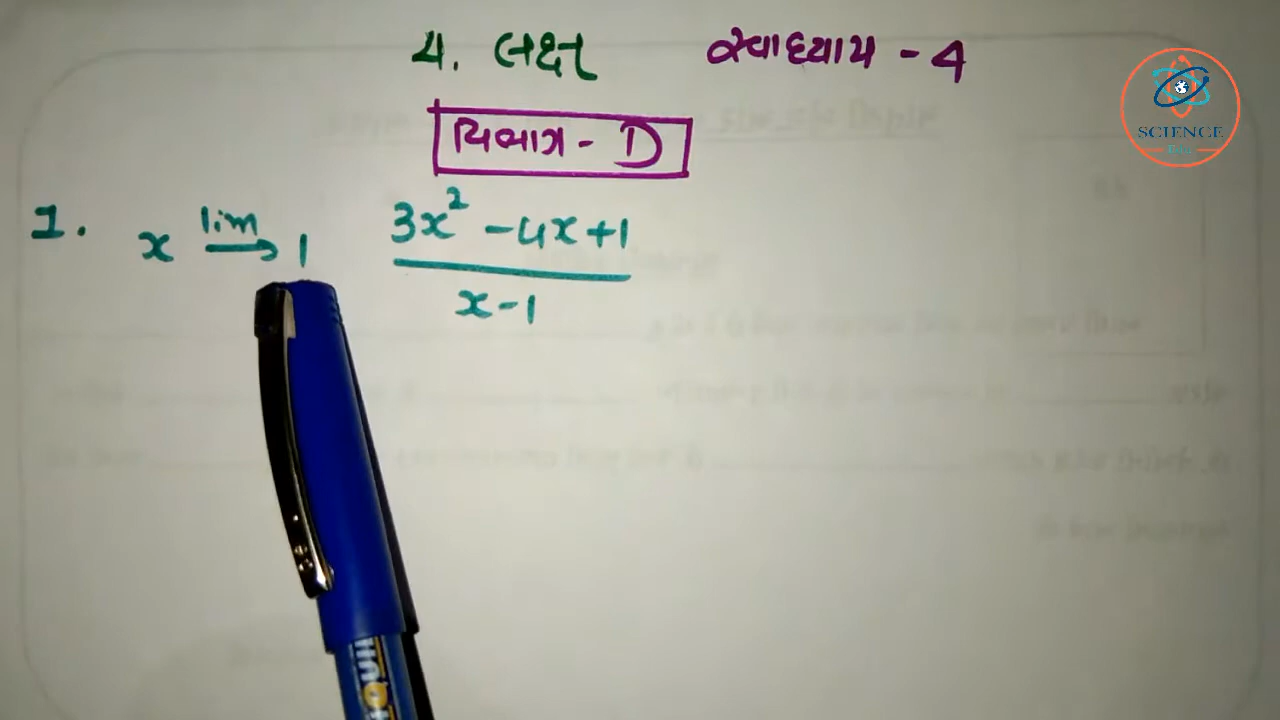 4. લક્ષ સ્વાધ્યાય - 4
વિભાગ - D
1. x lim → 1 3x² - 4x + 1
x - 1
SCIENCE